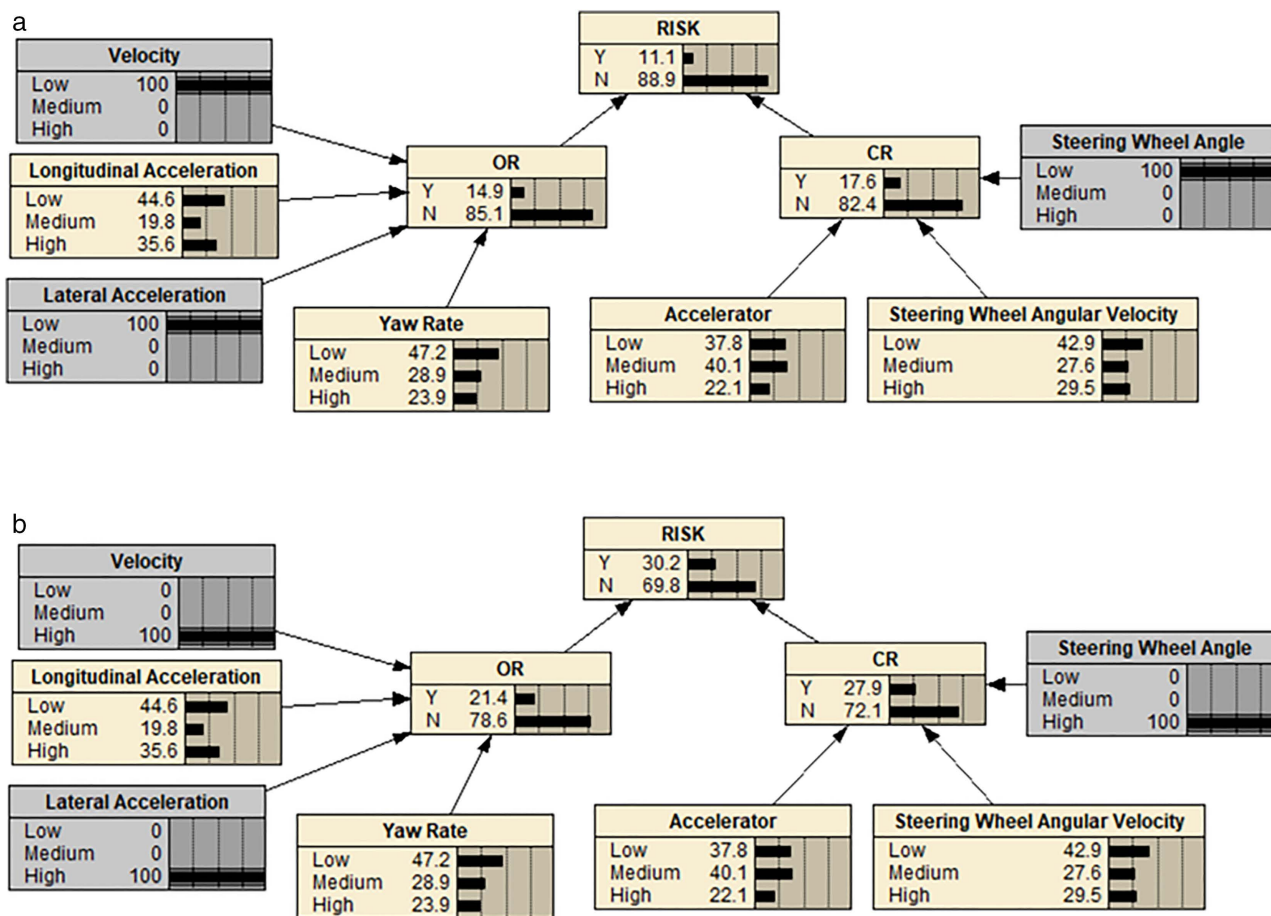 a
RISK
Y 11.1
N 88.9
Velocity
Low 100
Medium 0
High 0
Longitudinal Acceleration
Low 44.6
Medium 19.8
High 35.6
Lateral Acceleration
Low 100
Medium 0
High 0
OR
Y 14.9
N 85.1
Yaw Rate
Low 47.2
Medium 28.9
High 23.9
CR
Y 17.6
N 82.4
Steering Wheel Angle
Low 100
Medium 0
High 0
Accelerator
Low 37.8
Medium 40.1
High 22.1
Steering Wheel Angular Velocity
Low 42.9
Medium 27.6
High 29.5
b
RISK
Y 30.2
N 69.8
Velocity
Low 0
Medium 0
High 100
Longitudinal Acceleration
Low 44.6
Medium 19.8
High 35.6
Lateral Acceleration
Low 0
Medium 0
High 100
OR
Y 21.4
N 78.6
Yaw Rate
Low 47.2
Medium 28.9
High 23.9
CR
Y 27.9
N 72.1
Steering Wheel Angle
Low 0
Medium 0
High 100
Accelerator
Low 37.8
Medium 40.1
High 22.1
Steering Wheel Angular Velocity
Low 42.9
Medium 27.6
High 29.5